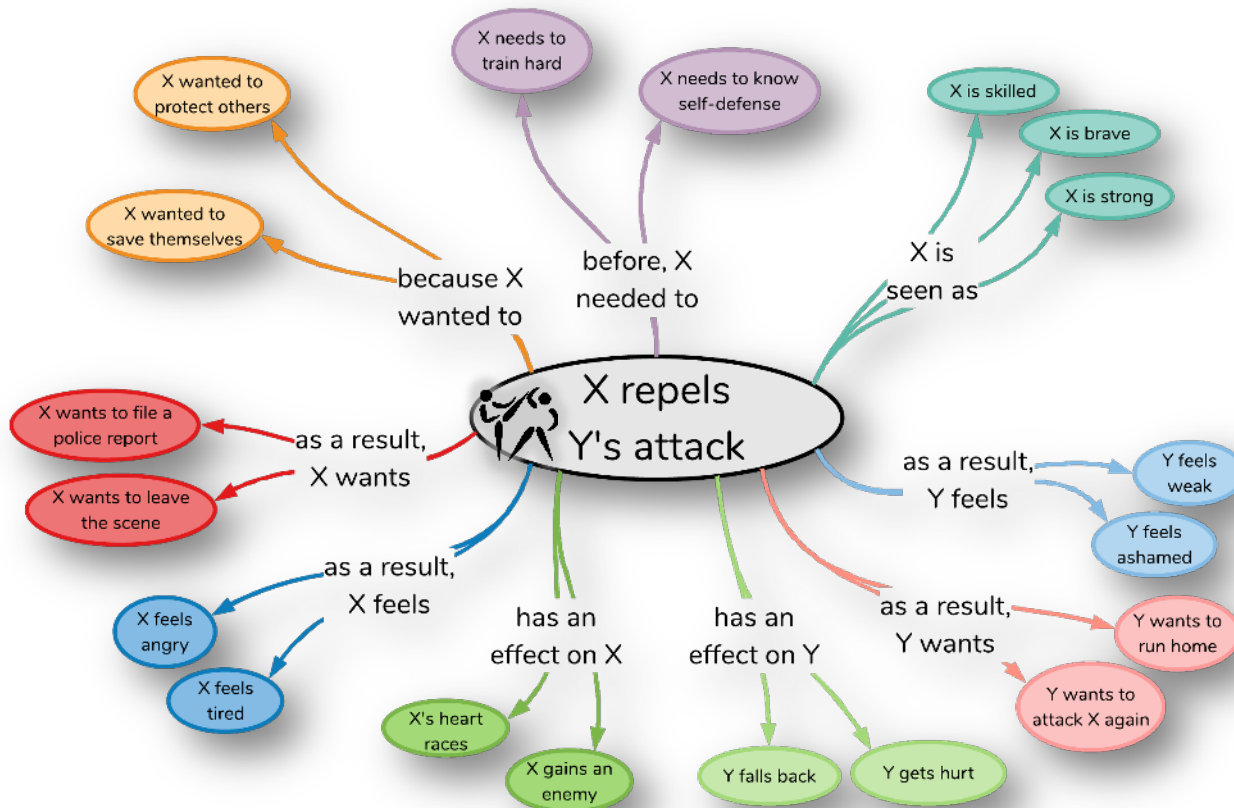 X needs to
train hard
X needs to know
self-defense
X wanted to
protect others
X is skilled
X is brave
X is strong
X wanted to
save themselves
because X
wanted to
before, X
needed to
X is
seen as
X repels
Y's attack
X wants to file a
police report
as a result,
X wants
X wants to leave
the scene
as a result,
Y feels
Y feels
weak
Y feels
ashamed
as a result,
X feels
X feels
angry
X feels
tired
has an
effect on X
has an
effect on Y
as a result,
Y wants
Y wants to
run home
Y wants to
attack X again
X's heart
races
X gains an
enemy
Y falls back
Y gets hurt